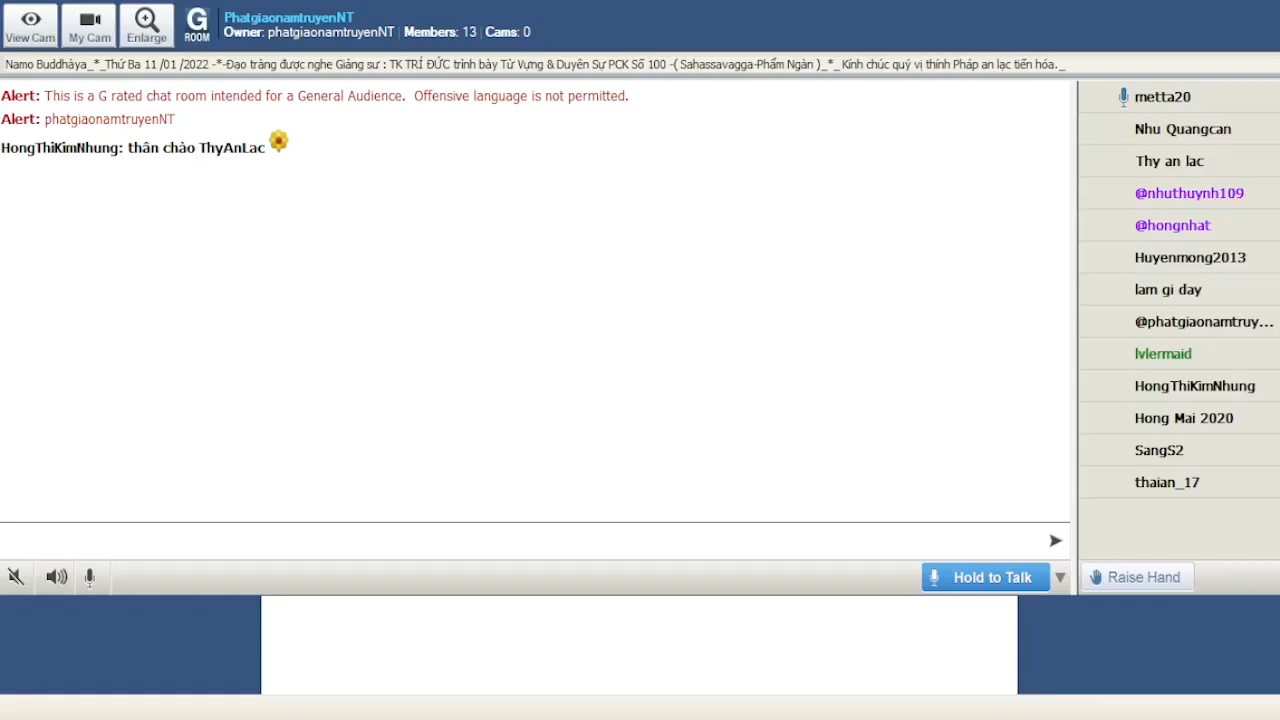 View Cam
My Cam
Enlarge
G
ROOM
PhatgiaonamtruyenNT
Owner: phatgiaonamtruyenNT | Members: 13 | Cams: 0
Namo Buddhàya_*_Thứ Ba 11 /01 /2022 -*-Đạo tràng được nghe Giảng sư : TK TRÍ ĐỨC trình bày Từ Vựng & Duyên Sự PCK Số 100 -( Sahassavagga-Phẩm Ngàn )_*_ Kính chúc quý vị thính Pháp an lạc tiến hóa._
Alert: This is a G rated chat room intended for a General Audience. Offensive language is not permitted.
Alert: phatgiaonamtruyenNT
HongThiKimNhung: thân chào ThyAnLac
metta20
Nhu Quangcan
Thy an lac
@nhuthuynh109
@hongnhat
Huyenmong2013
lam gi day
@phatgiaonamtruy...
lvlermaid
HongThiKimNhung
Hong Mai 2020
SangS2
thaian_17
Hold to Talk
Raise Hand